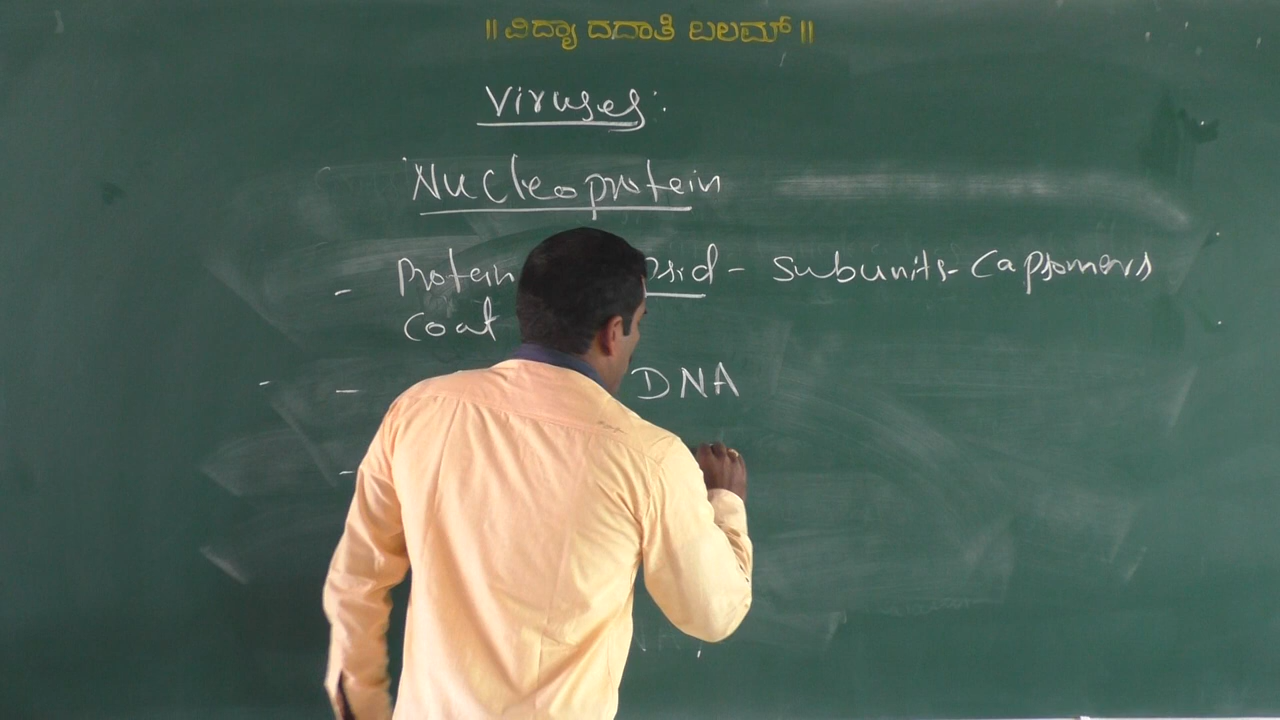 ॥ ವಿದ್ಯಾ ದದಾತಿ ಬಲಮ್ ॥
Viruses:
Nucleoprotein
- Protein - subunits - Capsomers
coat
- DNA
-